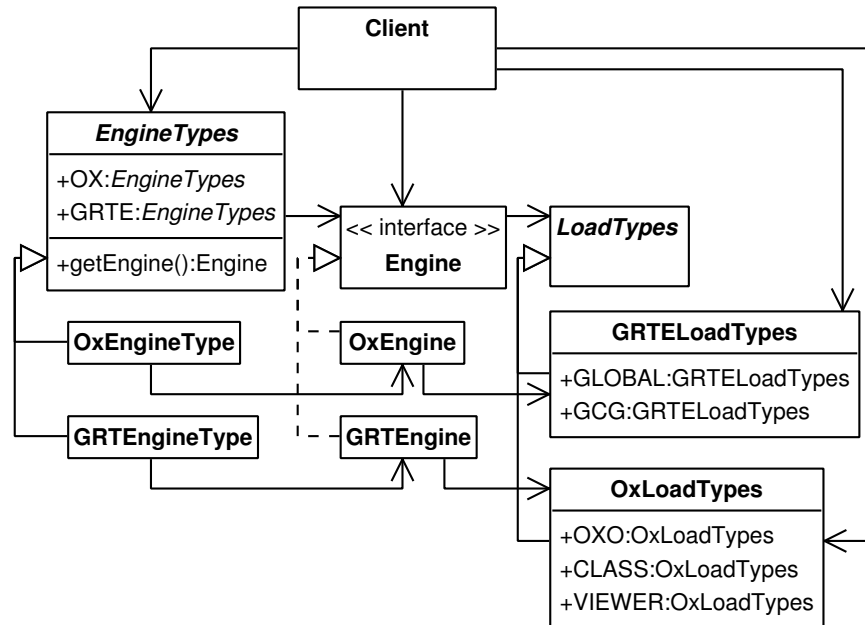 Client
EngineTypes
+OX:EngineTypes
+GRTE:EngineTypes
+getEngine():Engine
<< interface >>
Engine
LoadTypes
OxEngineType
OxEngine
GRTELoadTypes
+GLOBAL:GRTELoadTypes
+GCG:GRTELoadTypes
GRTEngineType
GRTEngine
OxLoadTypes
+OXO:OxLoadTypes
+CLASS:OxLoadTypes
+VIEWER:OxLoadTypes